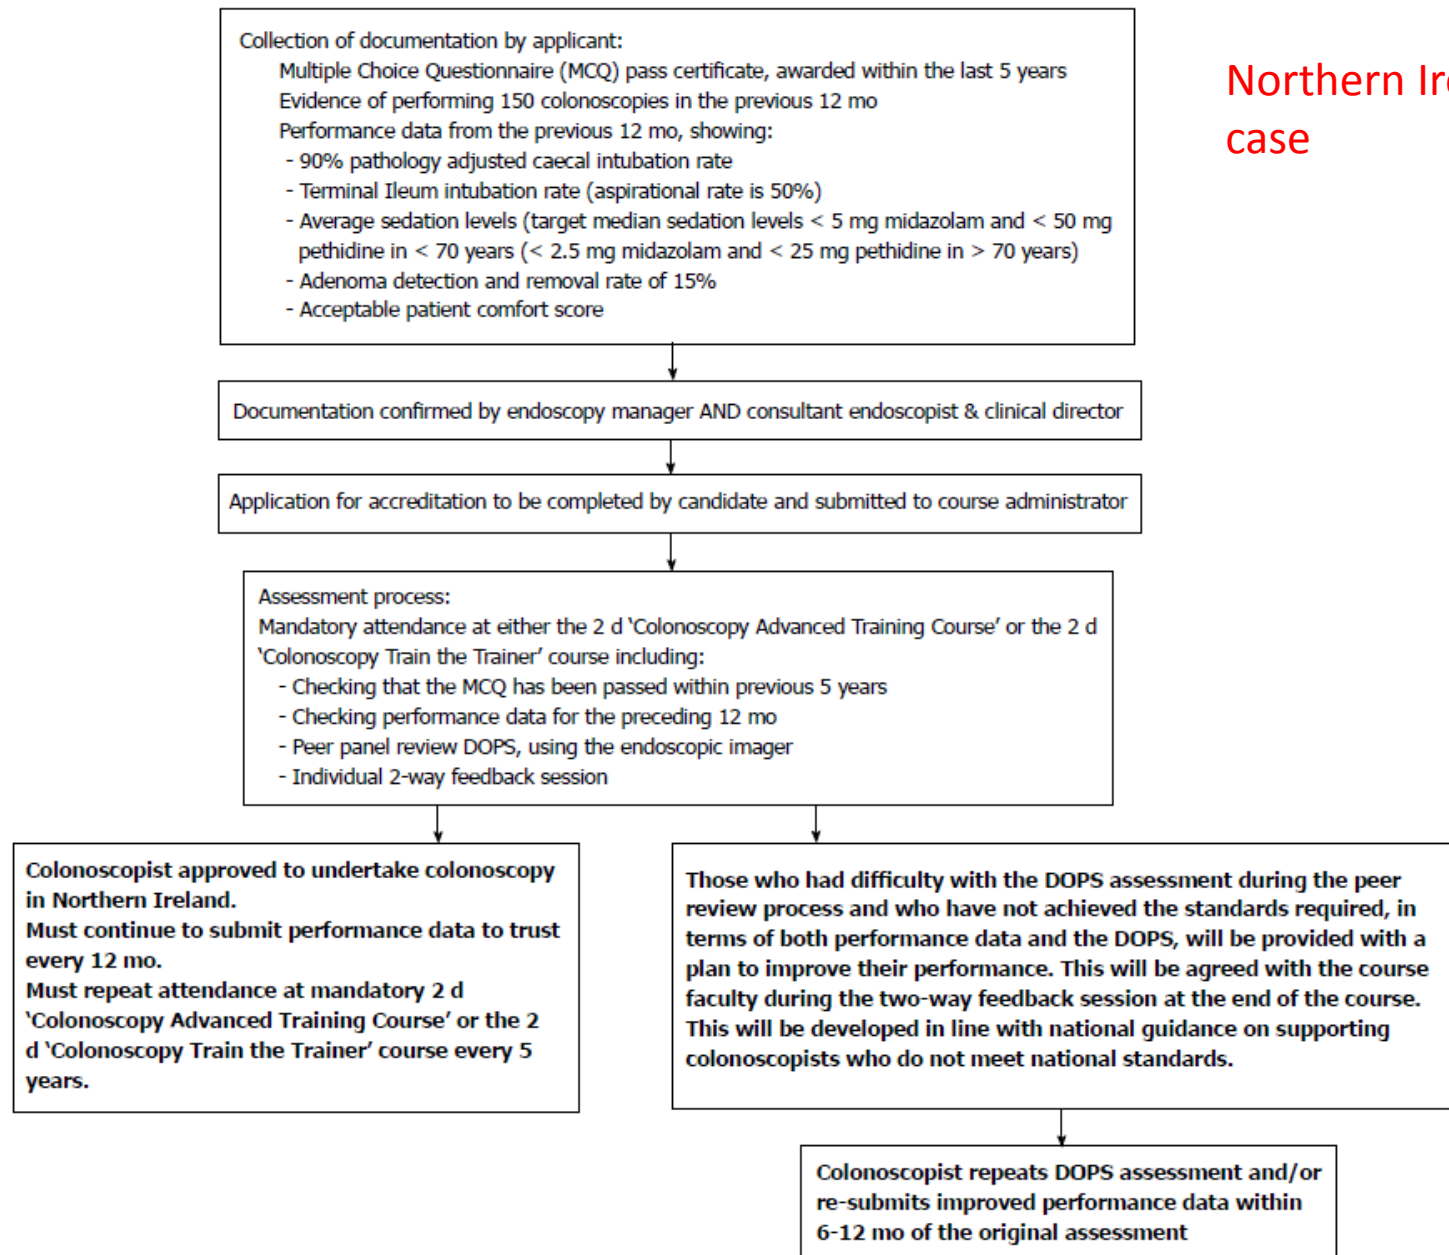 Collection of documentation by applicant:
Multiple Choice Questionnaire (MCQ) pass certificate, awarded within the last 5 years
Evidence of performing 150 colonoscopies in the previous 12 mo
Performance data from the previous 12 mo, showing:
- 90% pathology adjusted caecal intubation rate
- Terminal Ileum intubation rate (aspirational rate is 50%)
- Average sedation levels (target median sedation levels < 5 mg midazolam and < 50 mg
pethidine in < 70 years (< 2.5 mg midazolam and < 25 mg pethidine in > 70 years)
- Adenoma detection and removal rate of 15%
- Acceptable patient comfort score
Northern Ire
case
Documentation confirmed by endoscopy manager AND consultant endoscopist & clinical director
Application for accreditation to be completed by candidate and submitted to course administrator
Assessment process:
Mandatory attendance at either the 2 d ‘Colonoscopy Advanced Training Course’ or the 2 d
‘Colonoscopy Train the Trainer’ course including:
- Checking that the MCQ has been passed within previous 5 years
- Checking performance data for the preceding 12 mo
- Peer panel review DOPS, using the endoscopic imager
- Individual 2-way feedback session
Colonoscopist approved to undertake colonoscopy
in Northern Ireland.
Must continue to submit performance data to trust
every 12 mo.
Must repeat attendance at mandatory 2 d
‘Colonoscopy Advanced Training Course’ or the 2
d ‘Colonoscopy Train the Trainer’ course every 5
years.
Those who had difficulty with the DOPS assessment during the peer
review process and who have not achieved the standards required, in
terms of both performance data and the DOPS, will be provided with a
plan to improve their performance. This will be agreed with the course
faculty during the two-way feedback session at the end of the course.
This will be developed in line with national guidance on supporting
colonoscopists who do not meet national standards.
Colonoscopist repeats DOPS assessment and/or
re-submits improved performance data within
6-12 mo of the original assessment